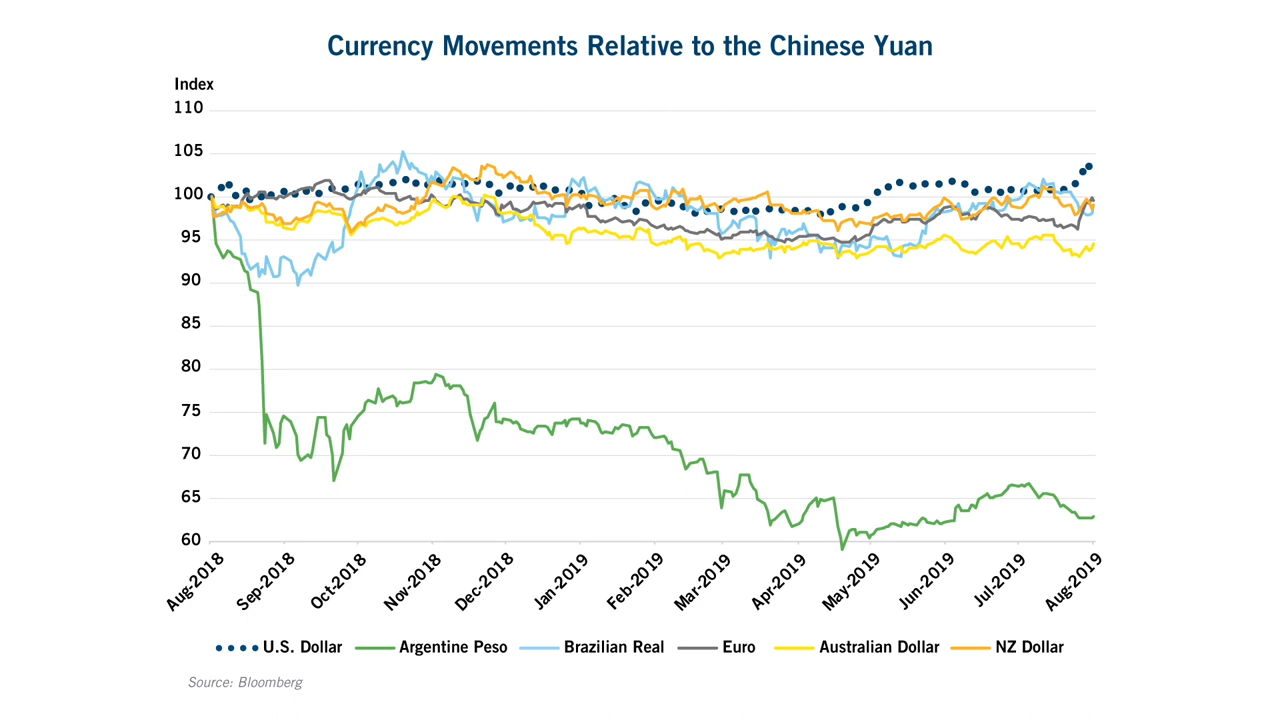 Currency Movements Relative to the Chinese Yuan
Index
110
105
100
95
90
85
80
75
70
65
60
Aug-2018 Sep-2018 Oct-2018 Nov-2018 Dec-2018 Jan-2019 Feb-2019 Mar-2019 Apr-2019 May-2019 Jun-2019 Jul-2019 Aug-2019
U.S. Dollar Argentine Peso Brazilian Real Euro Australian Dollar NZ Dollar
Source: Bloomberg